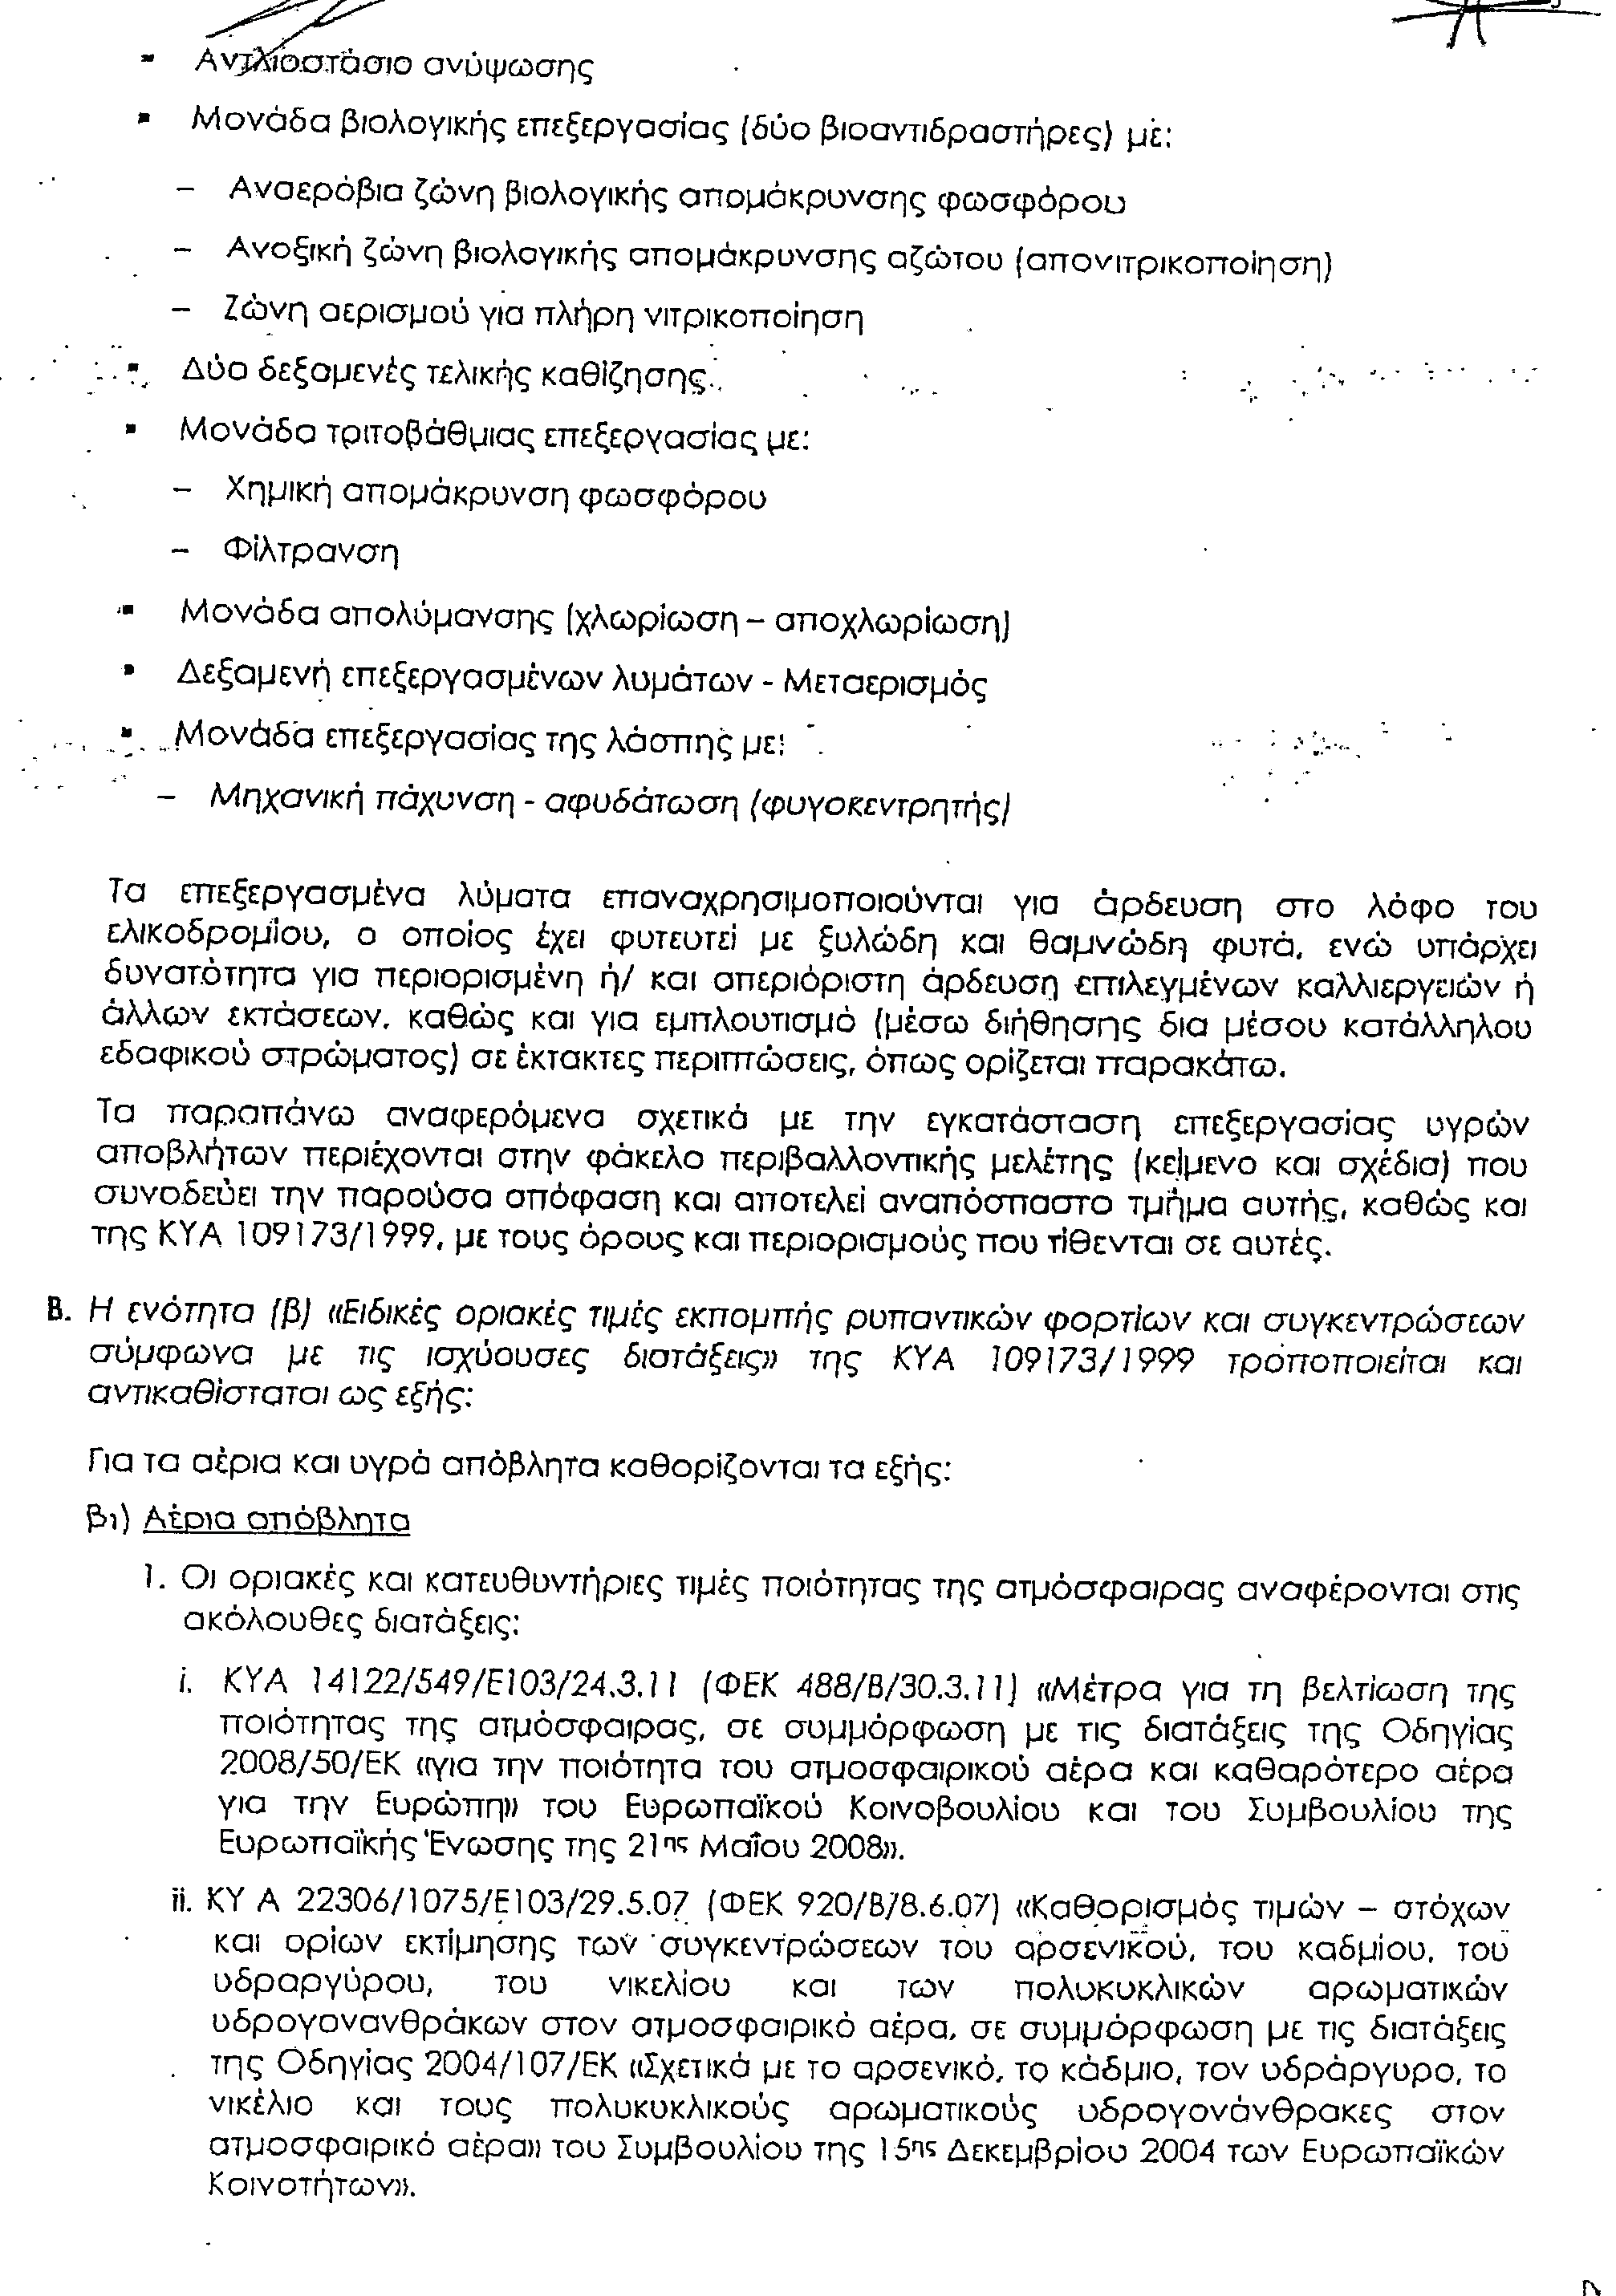 ▪ Αντλιοστάσιο ανύψωσης
▪ Μονάδα βιολογικής επεξεργασίας (δύο βιοαντιδραστήρες) με:
– Αναερόβια ζώνη βιολογικής απομάκρυνσης φωσφόρου
– Ανοξική ζώνη βιολογικής απομάκρυνσης αζώτου (απονιτρικοποίηση)
– Ζώνη αερισμού για πλήρη νιτρικοποίηση
▪ Δύο δεξαμενές τελικής καθίζησης
▪ Μονάδα τριτοβάθμιας επεξεργασίας με:
– Χημική απομάκρυνση φωσφόρου
– Φίλτρανση
▪ Μονάδα απολύμανσης (χλωρίωση – αποχλωρίωση)
▪ Δεξαμενή επεξεργασμένων λυμάτων - Μεταερισμός
▪ Μονάδα επεξεργασίας της λάσπης με:
– Μηχανική πάχυνση - αφυδάτωση (φυγοκεντρητής)
Τα επεξεργασμένα λύματα επαναχρησιμοποιούνται για άρδευση στο λόφο του
ελικοδρομίου, ο οποίος έχει φυτευτεί με ξυλώδη και θαμνώδη φυτά, ενώ υπάρχει
δυνατότητα για περιορισμένη ή/ και απεριόριστη άρδευση επιλεγμένων καλλιεργειών ή
άλλων εκτάσεων, καθώς και για εμπλουτισμό (μέσω διήθησης δια μέσου κατάλληλου
εδαφικού στρώματος) σε έκτακτες περιπτώσεις, όπως ορίζεται παρακάτω.
Τα παραπάνω αναφερόμενα σχετικά με την εγκατάσταση επεξεργασίας υγρών
αποβλήτων περιέχονται στην φάκελο περιβαλλοντικής μελέτης (κείμενο και σχέδια) που
συνοδεύει την παρούσα απόφαση και αποτελεί αναπόσπαστο τμήμα αυτής, καθώς και
της ΚΥΑ 109173/1999, με τους όρους και περιορισμούς που τίθενται σε αυτές.
Β. Η ενότητα (β) «Ειδικές οριακές τιμές εκπομπής ρυπαντικών φορτίων και συγκεντρώσεων
σύμφωνα με τις ισχύουσες διατάξεις» της ΚΥΑ 109173/1999 τροποποιείται και
αντικαθίσταται ως εξής:
Για τα αέρια και υγρά απόβλητα καθορίζονται τα εξής:
β1) Αέρια απόβλητα
1. Οι οριακές και κατευθυντήριες τιμές ποιότητας της ατμόσφαιρας αναφέρονται στις
ακόλουθες διατάξεις:
i. ΚΥΑ 14122/549/Ε103/24.3.11 (ΦΕΚ 488/Β/30.3.11) «Μέτρα για τη βελτίωση της
ποιότητας της ατμόσφαιρας, σε συμμόρφωση με τις διατάξεις της Οδηγίας
2008/50/ΕΚ «για την ποιότητα του ατμοσφαιρικού αέρα και καθαρότερο αέρα
για την Ευρώπη» του Ευρωπαϊκού Κοινοβουλίου και του Συμβουλίου της
Ευρωπαϊκής Ένωσης της 21ης Μαΐου 2008».
ii. ΚΥ Α 22306/1075/Ε103/29.5.07 (ΦΕΚ 920/Β/8.6.07) «Καθορισμός τιμών – στόχων
και ορίων εκτίμησης των συγκεντρώσεων του αρσενικού, του καδμίου, του
υδραργύρου, του νικελίου και των πολυκυκλικών αρωματικών
υδρογονανθράκων στον ατμοσφαιρικό αέρα, σε συμμόρφωση με τις διατάξεις
της Οδηγίας 2004/107/ΕΚ «Σχετικά με το αρσενικό, το κάδμιο, τον υδράργυρο, το
νικέλιο και τους πολυκυκλικούς αρωματικούς υδρογονάνθρακες στον
ατμοσφαιρικό αέρα» του Συμβουλίου της 15ης Δεκεμβρίου 2004 των Ευρωπαϊκών
Κοινοτήτων».